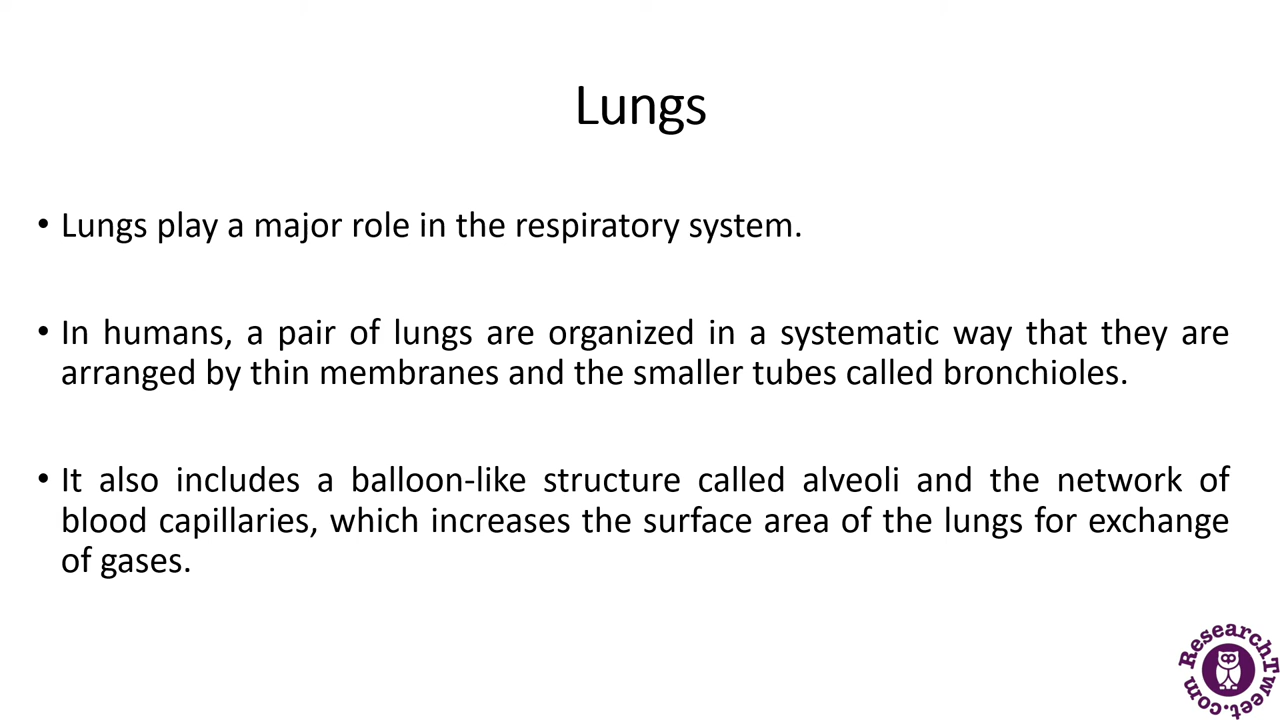 Lungs
• Lungs play a major role in the respiratory system.
• In humans, a pair of lungs are organized in a systematic way that they are
arranged by thin membranes and the smaller tubes called bronchioles.
• It also includes a balloon-like structure called alveoli and the network of
blood capillaries, which increases the surface area of the lungs for exchange
of gases.
ResearchTweet.com